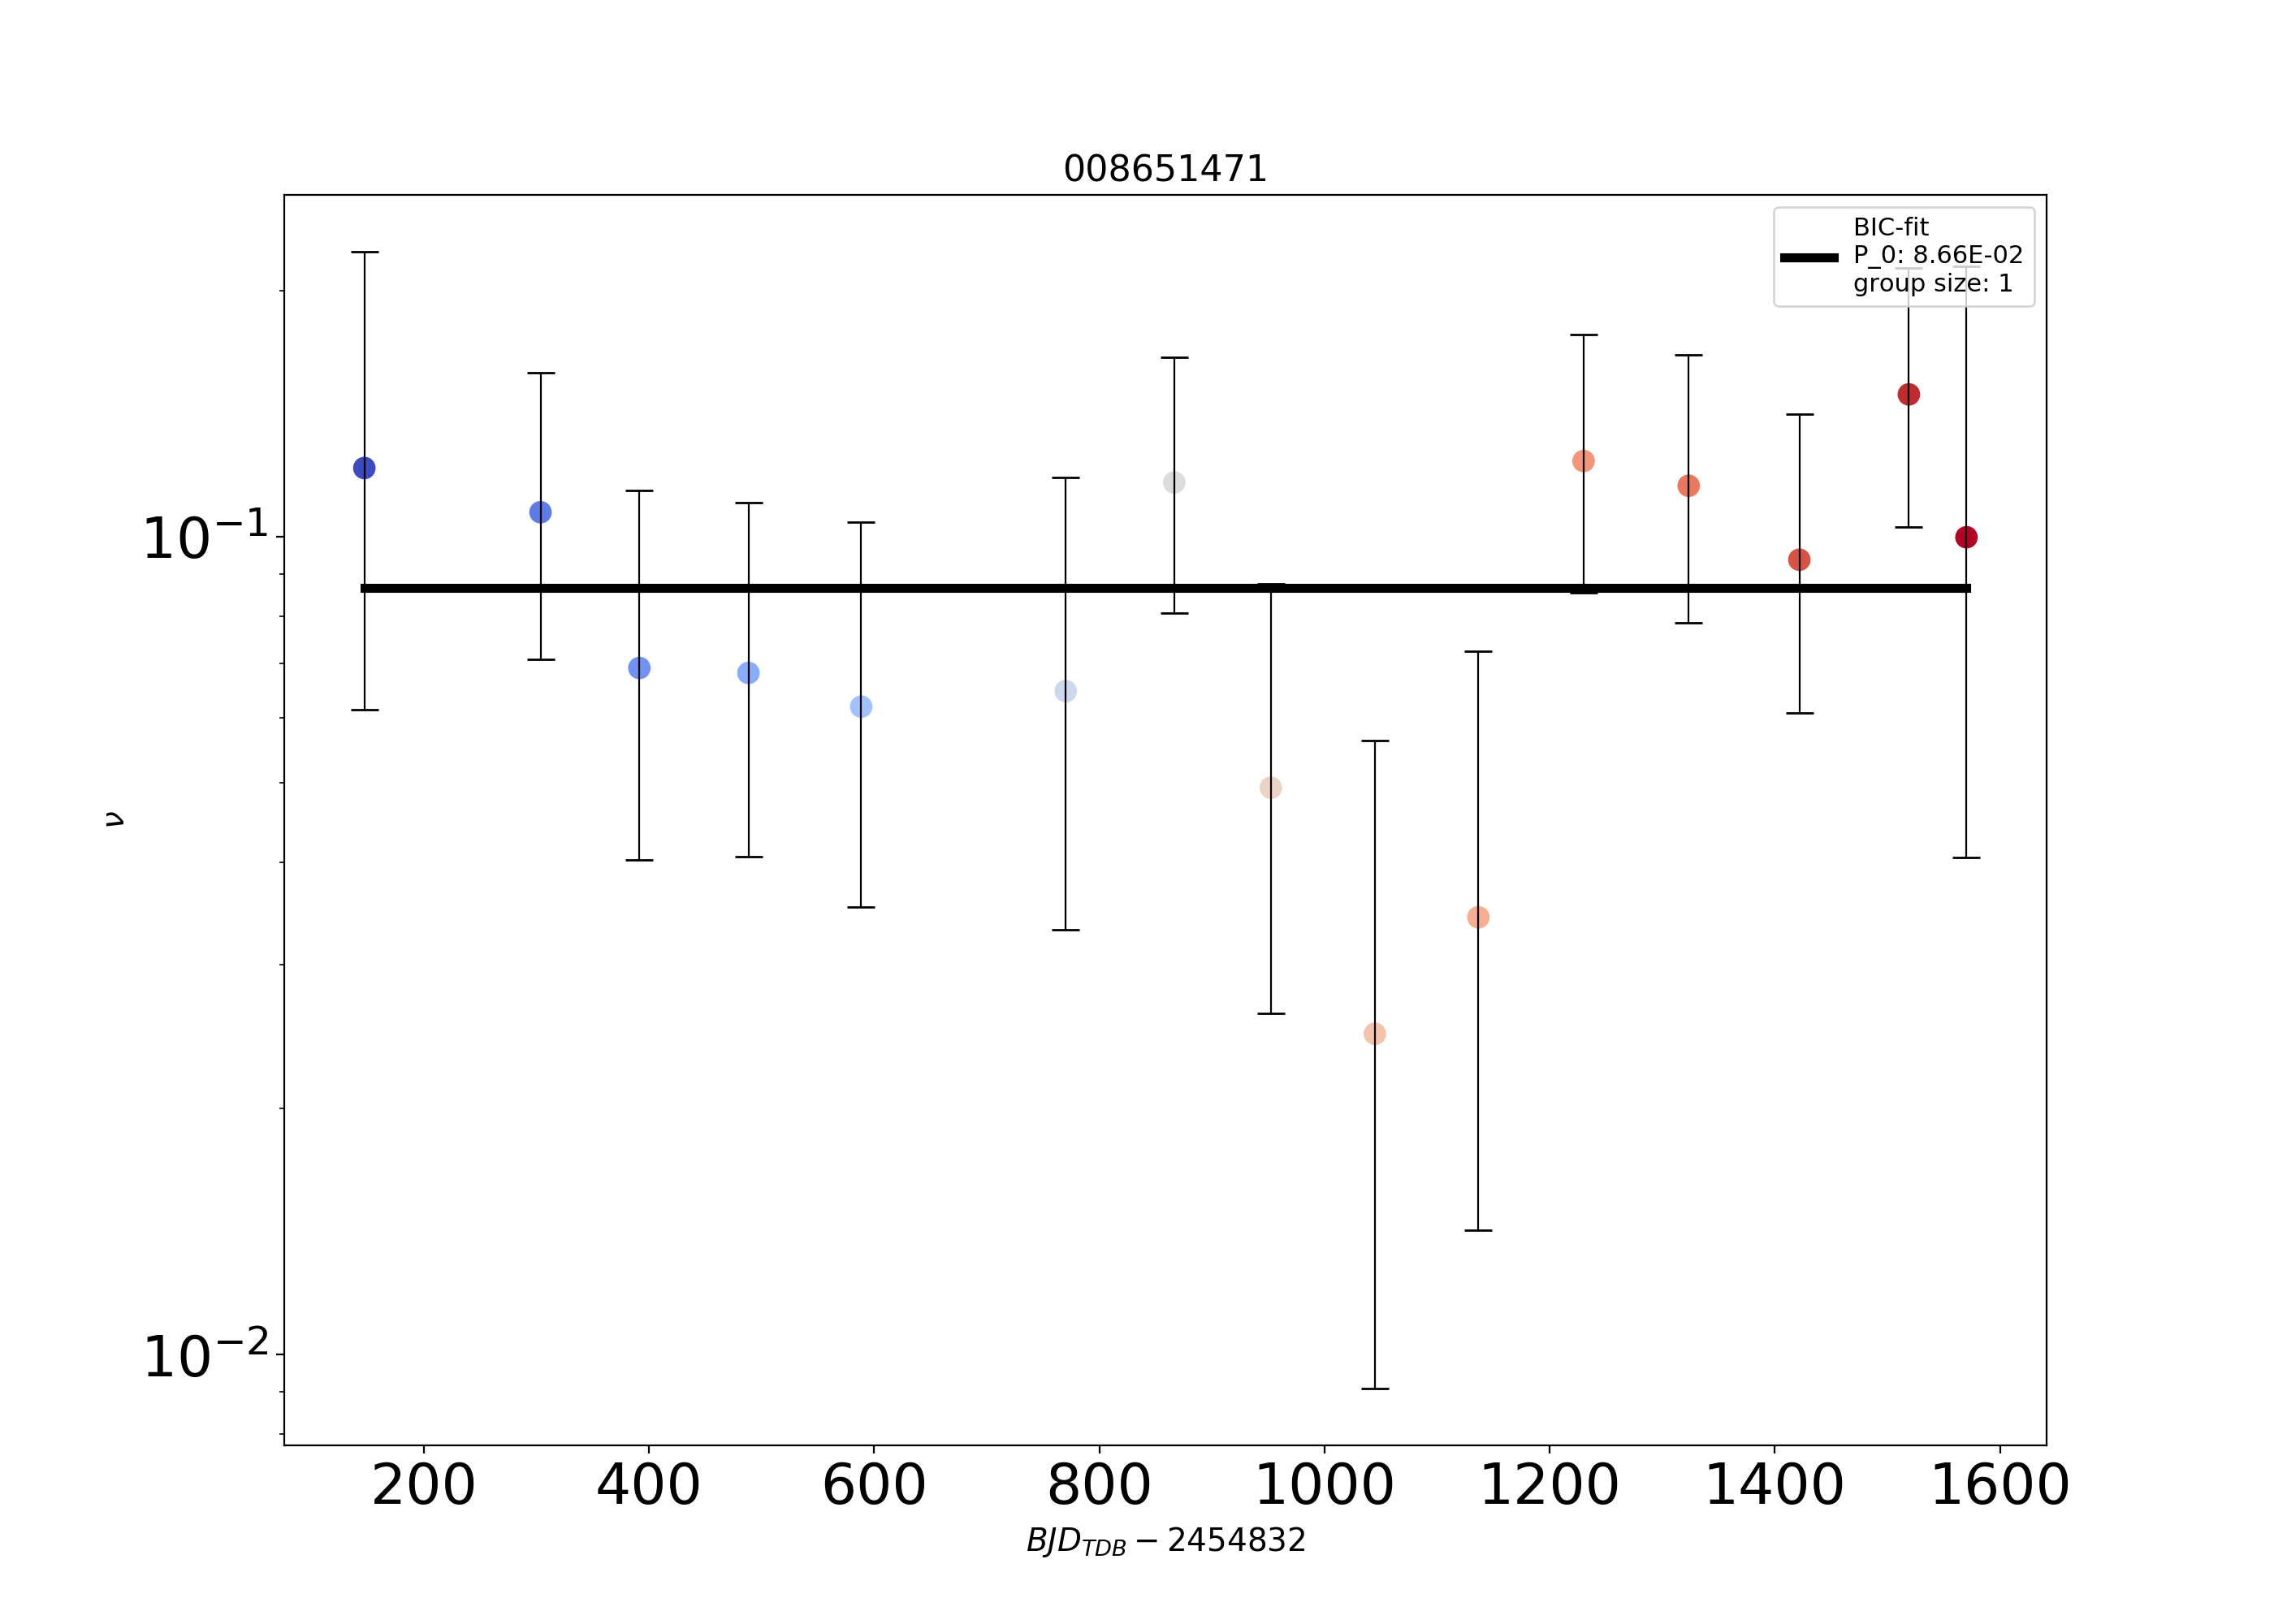 008651471
BIC-fit
P_0: 8.66E-02
group size: 1
10⁻¹
10⁻²
ν
200 400 600 800 1000 1200 1400 1600
BJD_TDB − 2454832